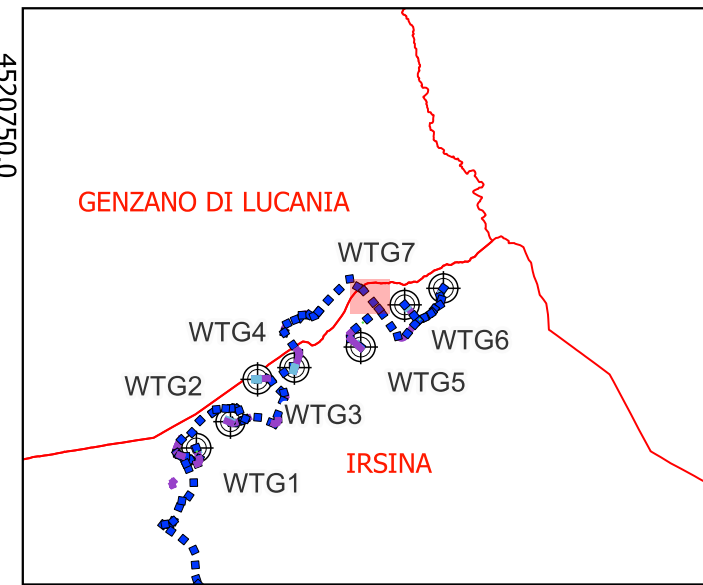 4520750.0
GENZANO DI LUCANIA
WTG7
WTG4
WTG6
WTG2
WTG5
WTG3
IRSINA
WTG1